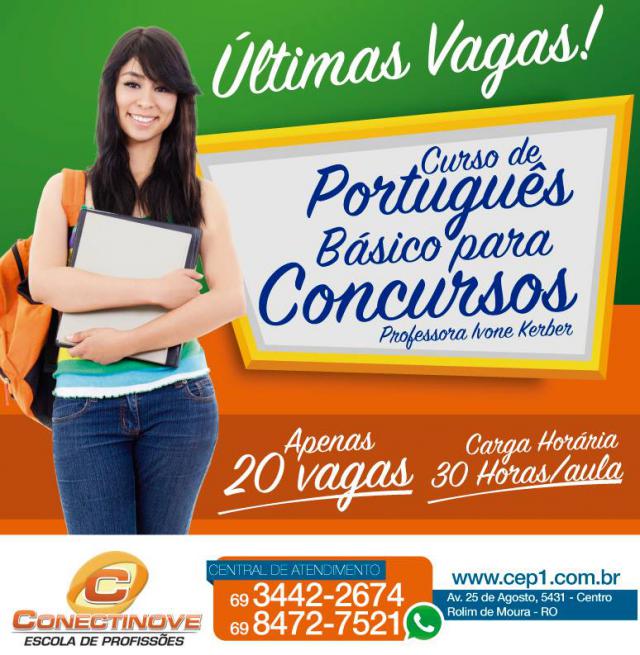 Últimas Vagas!
Curso de
Português
Básico para
Concursos
Professora Ivone Kerber
Apenas
20 vagas
Carga Horária
30 Horas/aula
C
CONECTINOVE
ESCOLA DE PROFISSÕES
CENTRAL DE ATENDIMENTO
69 3442-2674
69 8472-7521
www.cep1.com.br
Av. 25 de Agosto, 5431 - Centro
Rolim de Moura - RO